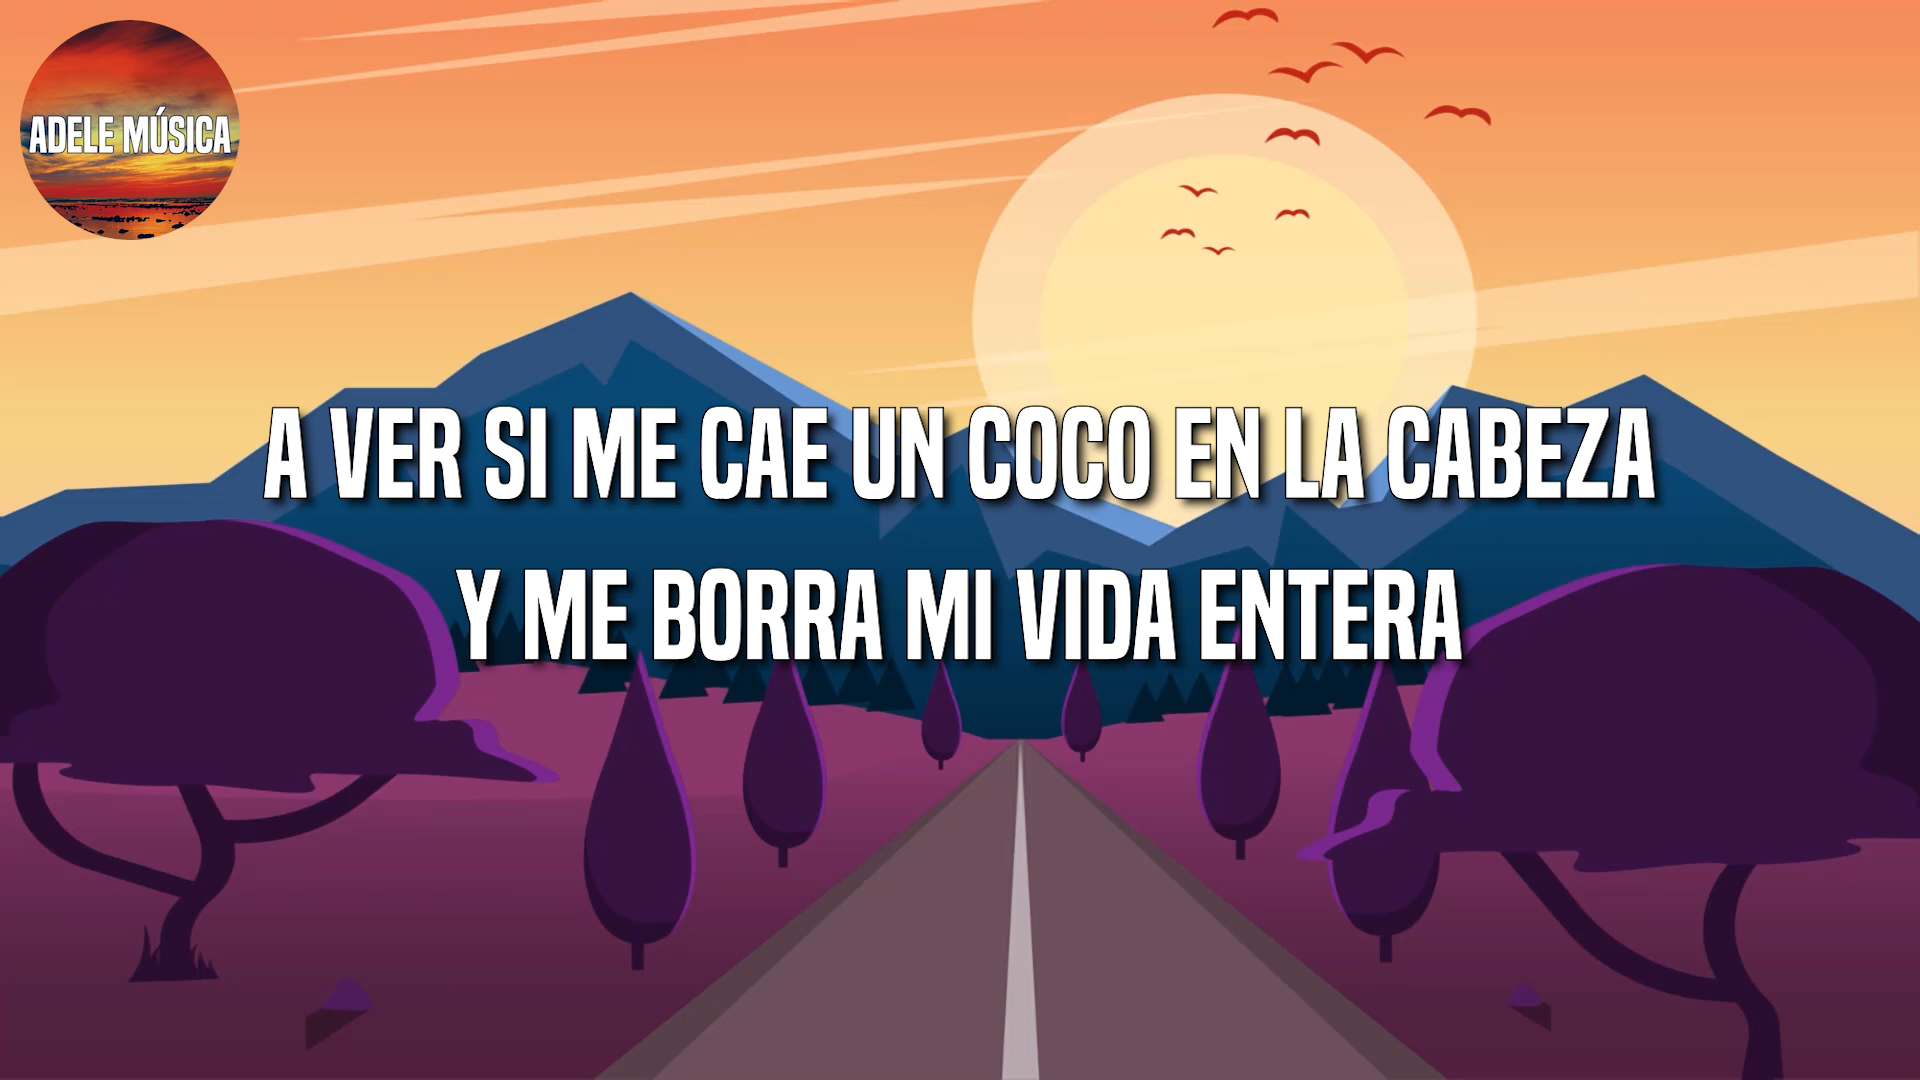 ADELE MÚSICA
A VER SI ME CAE UN COCO EN LA CABEZA
Y ME BORRA MI VIDA ENTERA